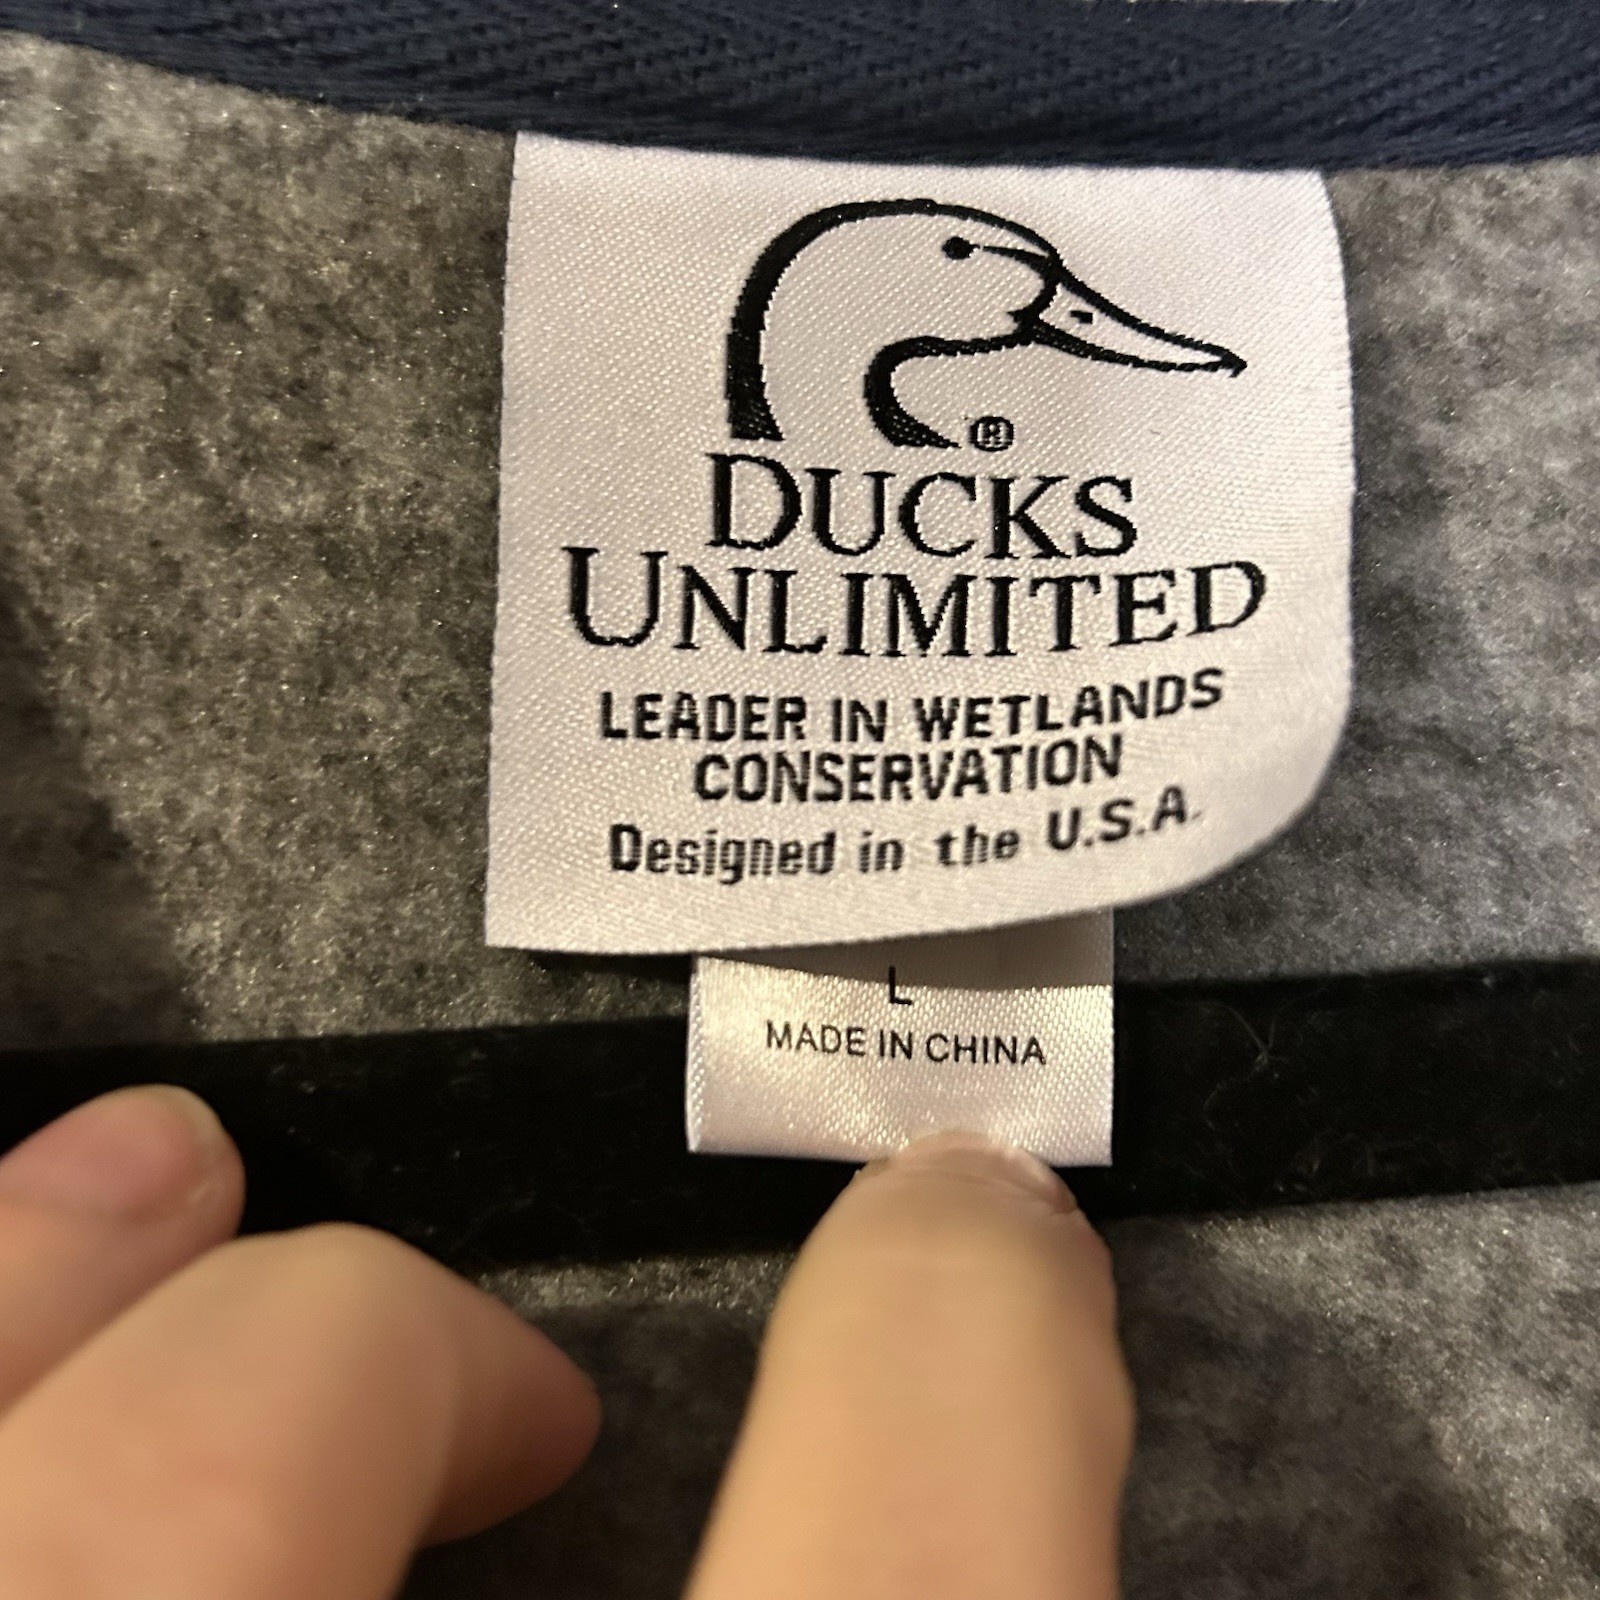 ®
DUCKS
UNLIMITED
LEADER IN WETLANDS
CONSERVATION
Designed in the U.S.A.
L
MADE IN CHINA